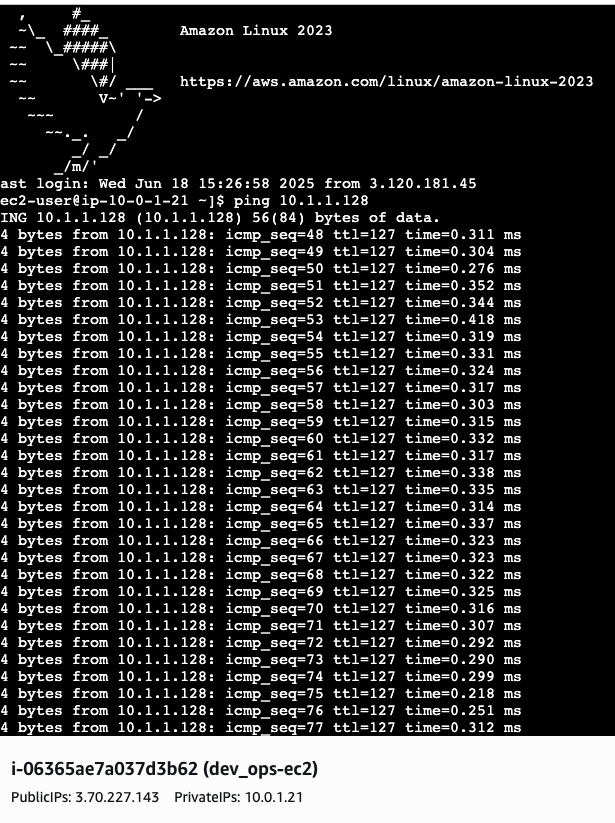 ,     #_
   ~\_  ####_        Amazon Linux 2023
  ~~  \_#####\
  ~~     \###|
  ~~       \#/ ___   https://aws.amazon.com/linux/amazon-linux-2023
   ~~       V~' '->
    ~~~         /
      ~~._.   _/
         _/ _/
       _/m/'
ast login: Wed Jun 18 15:26:58 2025 from 3.120.181.45
ec2-user@ip-10-0-1-21 ~]$ ping 10.1.1.128
ING 10.1.1.128 (10.1.1.128) 56(84) bytes of data.
4 bytes from 10.1.1.128: icmp_seq=48 ttl=127 time=0.311 ms
4 bytes from 10.1.1.128: icmp_seq=49 ttl=127 time=0.304 ms
4 bytes from 10.1.1.128: icmp_seq=50 ttl=127 time=0.276 ms
4 bytes from 10.1.1.128: icmp_seq=51 ttl=127 time=0.352 ms
4 bytes from 10.1.1.128: icmp_seq=52 ttl=127 time=0.344 ms
4 bytes from 10.1.1.128: icmp_seq=53 ttl=127 time=0.418 ms
4 bytes from 10.1.1.128: icmp_seq=54 ttl=127 time=0.319 ms
4 bytes from 10.1.1.128: icmp_seq=55 ttl=127 time=0.331 ms
4 bytes from 10.1.1.128: icmp_seq=56 ttl=127 time=0.324 ms
4 bytes from 10.1.1.128: icmp_seq=57 ttl=127 time=0.317 ms
4 bytes from 10.1.1.128: icmp_seq=58 ttl=127 time=0.303 ms
4 bytes from 10.1.1.128: icmp_seq=59 ttl=127 time=0.315 ms
4 bytes from 10.1.1.128: icmp_seq=60 ttl=127 time=0.332 ms
4 bytes from 10.1.1.128: icmp_seq=61 ttl=127 time=0.317 ms
4 bytes from 10.1.1.128: icmp_seq=62 ttl=127 time=0.338 ms
4 bytes from 10.1.1.128: icmp_seq=63 ttl=127 time=0.335 ms
4 bytes from 10.1.1.128: icmp_seq=64 ttl=127 time=0.314 ms
4 bytes from 10.1.1.128: icmp_seq=65 ttl=127 time=0.337 ms
4 bytes from 10.1.1.128: icmp_seq=66 ttl=127 time=0.323 ms
4 bytes from 10.1.1.128: icmp_seq=67 ttl=127 time=0.323 ms
4 bytes from 10.1.1.128: icmp_seq=68 ttl=127 time=0.322 ms
4 bytes from 10.1.1.128: icmp_seq=69 ttl=127 time=0.325 ms
4 bytes from 10.1.1.128: icmp_seq=70 ttl=127 time=0.316 ms
4 bytes from 10.1.1.128: icmp_seq=71 ttl=127 time=0.307 ms
4 bytes from 10.1.1.128: icmp_seq=72 ttl=127 time=0.292 ms
4 bytes from 10.1.1.128: icmp_seq=73 ttl=127 time=0.290 ms
4 bytes from 10.1.1.128: icmp_seq=74 ttl=127 time=0.299 ms
4 bytes from 10.1.1.128: icmp_seq=75 ttl=127 time=0.218 ms
4 bytes from 10.1.1.128: icmp_seq=76 ttl=127 time=0.251 ms
4 bytes from 10.1.1.128: icmp_seq=77 ttl=127 time=0.312 ms
i-06365ae7a037d3b62 (dev_ops-ec2)
PublicIPs: 3.70.227.143    PrivateIPs: 10.0.1.21